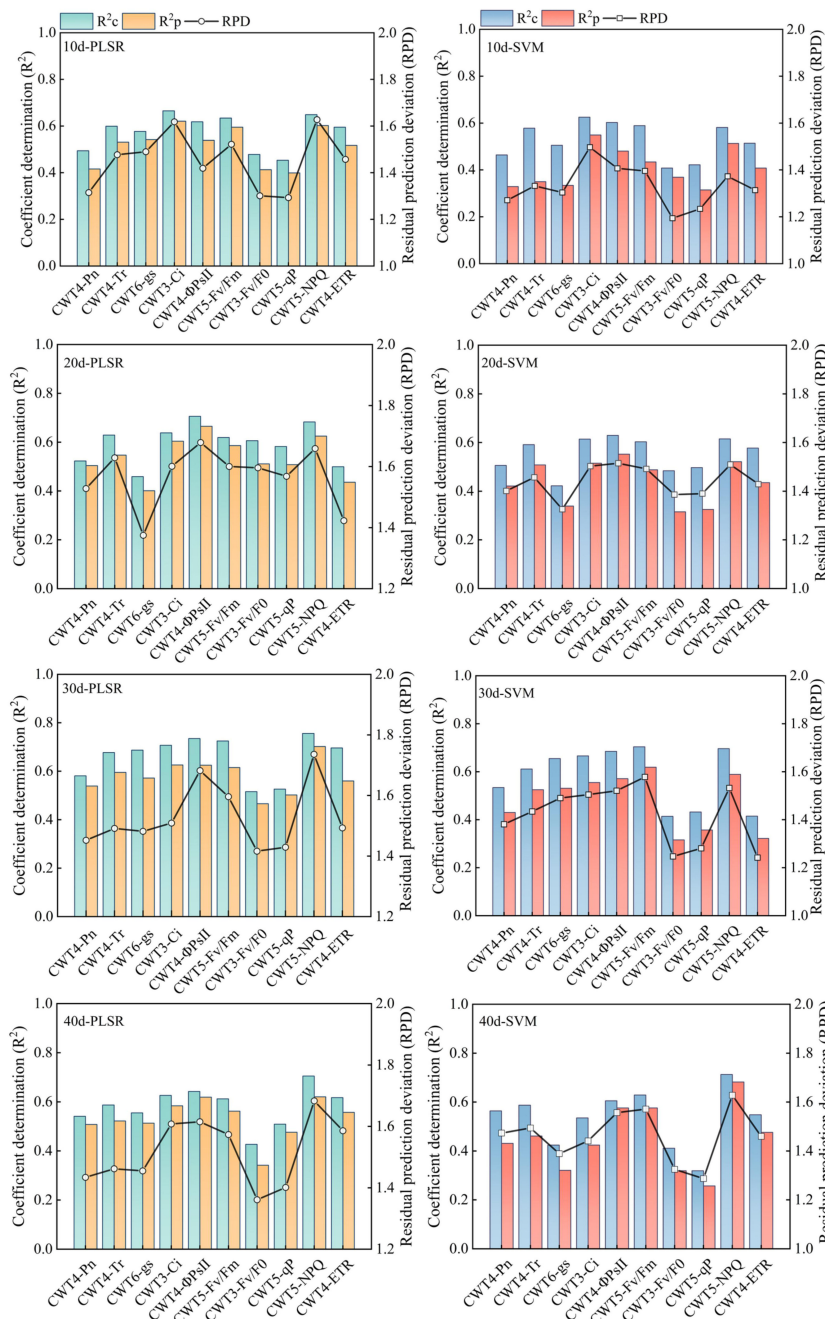 R²c R²p RPD
10d-PLSR
Coefficient determination (R²)
1.0
0.8
0.6
0.4
0.2
0.0
2.0
1.8
1.6
1.4
1.2
1.0
Residual prediction deviation (RPD)
CWT4-Pn
CWT4-Tr
CWT6-gs
CWT3-Ci
CWT4-ΦPsII
CWT5-Fv/Fm
CWT3-Fv/F0
CWT5-qP
CWT5-NPQ
CWT4-ETR
R²c R²p RPD
10d-SVM
Coefficient determination (R²)
1.0
0.8
0.6
0.4
0.2
0.0
2.0
1.8
1.6
1.4
1.2
1.0
Residual prediction deviation (RPD)
CWT4-Pn
CWT4-Tr
CWT6-gs
CWT3-Ci
CWT4-ΦPsII
CWT5-Fv/Fm
CWT3-Fv/F0
CWT5-qP
CWT5-NPQ
CWT4-ETR
20d-PLSR
Coefficient determination (R²)
1.0
0.8
0.6
0.4
0.2
0.0
2.0
1.8
1.6
1.4
1.2
Residual prediction deviation (RPD)
CWT4-Pn
CWT4-Tr
CWT6-gs
CWT3-Ci
CWT4-ΦPsII
CWT5-Fv/Fm
CWT3-Fv/F0
CWT5-qP
CWT5-NPQ
CWT4-ETR
20d-SVM
Coefficient determination (R²)
1.0
0.8
0.6
0.4
0.2
0.0
2.0
1.8
1.6
1.4
1.2
1.0
Residual prediction deviation (RPD)
CWT4-Pn
CWT4-Tr
CWT6-gs
CWT3-Ci
CWT4-ΦPsII
CWT5-Fv/Fm
CWT3-Fv/F0
CWT5-qP
CWT5-NPQ
CWT4-ETR
30d-PLSR
Coefficient determination (R²)
1.0
0.8
0.6
0.4
0.2
0.0
2.0
1.8
1.6
1.4
1.2
Residual prediction deviation (RPD)
CWT4-Pn
CWT4-Tr
CWT6-gs
CWT3-Ci
CWT4-ΦPsII
CWT5-Fv/Fm
CWT3-Fv/F0
CWT5-qP
CWT5-NPQ
CWT4-ETR
30d-SVM
Coefficient determination (R²)
1.0
0.8
0.6
0.4
0.2
0.0
2.0
1.8
1.6
1.4
1.2
1.0
Residual prediction deviation (RPD)
CWT4-Pn
CWT4-Tr
CWT6-gs
CWT3-Ci
CWT4-ΦPsII
CWT5-Fv/Fm
CWT3-Fv/F0
CWT5-qP
CWT5-NPQ
CWT4-ETR
40d-PLSR
Coefficient determination (R²)
1.0
0.8
0.6
0.4
0.2
0.0
2.0
1.8
1.6
1.4
1.2
Residual prediction deviation (RPD)
CWT4-Pn
CWT4-Tr
CWT6-gs
CWT3-Ci
CWT4-ΦPsII
CWT5-Fv/Fm
CWT3-Fv/F0
CWT5-qP
CWT5-NPQ
CWT4-ETR
40d-SVM
Coefficient determination (R²)
1.0
0.8
0.6
0.4
0.2
0.0
2.0
1.8
1.6
1.4
1.2
1.0
Residual prediction deviation (RPD)
CWT4-Pn
CWT4-Tr
CWT6-gs
CWT3-Ci
CWT4-ΦPsII
CWT5-Fv/Fm
CWT3-Fv/F0
CWT5-qP
CWT5-NPQ
CWT4-ETR